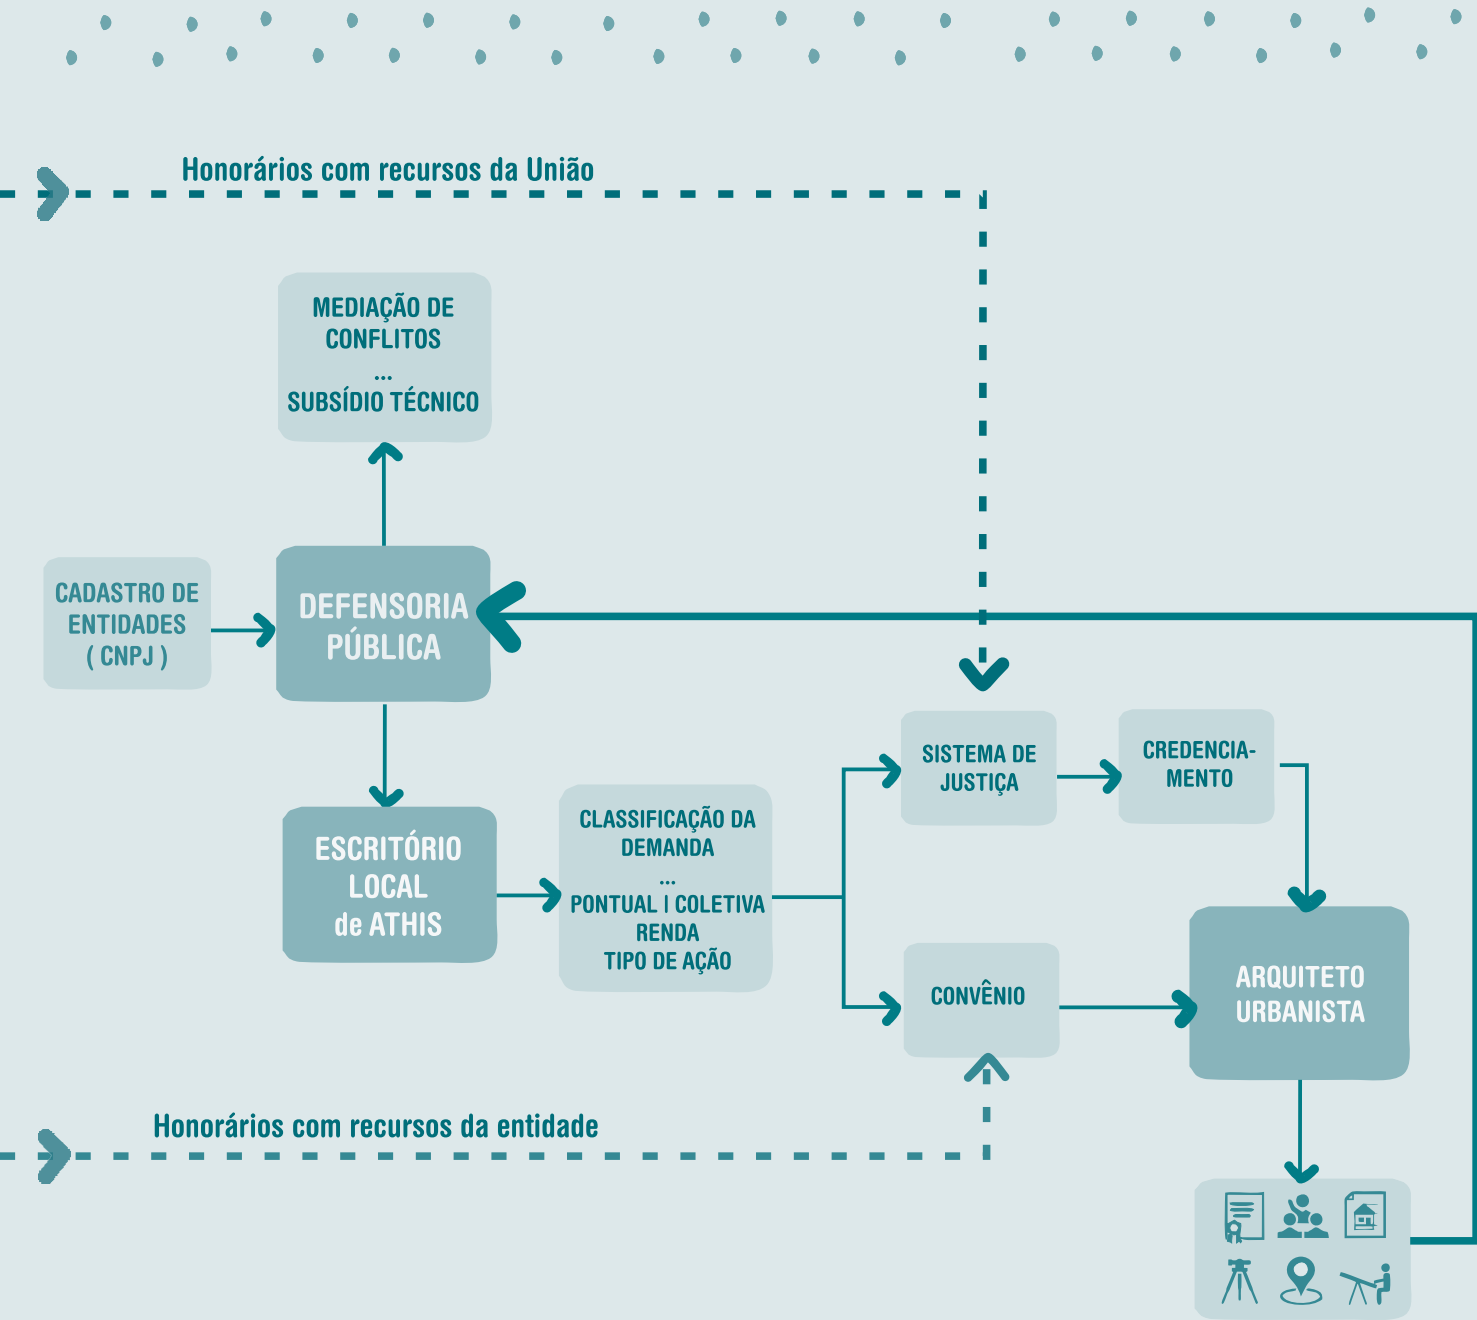 Honorários com recursos da União
MEDIAÇÃO DE
CONFLITOS
...
SUBSÍDIO TÉCNICO
CADASTRO DE
ENTIDADES
( CNPJ )
DEFENSORIA
PÚBLICA
ESCRITÓRIO
LOCAL
de ATHIS
CLASSIFICAÇÃO DA
DEMANDA
...
PONTUAL | COLETIVA
RENDA
TIPO DE AÇÃO
SISTEMA DE
JUSTIÇA
CREDENCIA-
MENTO
CONVÊNIO
ARQUITETO
URBANISTA
Honorários com recursos da entidade